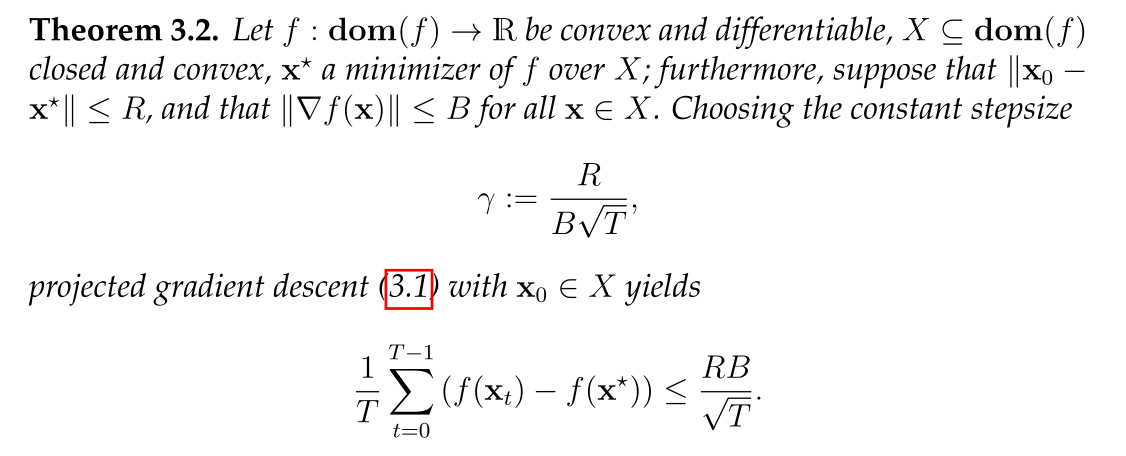 Theorem 3.2. Let f : dom(f) → ℝ be convex and differentiable, X ⊆ dom(f)
closed and convex, x⋆ a minimizer of f over X; furthermore, suppose that ‖x₀ −
x⋆‖ ≤ R, and that ‖∇f(x)‖ ≤ B for all x ∈ X. Choosing the constant stepsize
γ := R / (B√T),
projected gradient descent (3.1) with x₀ ∈ X yields
1/T ∑_{t=0}^{T−1} (f(x_t) − f(x⋆)) ≤ RB/√T.